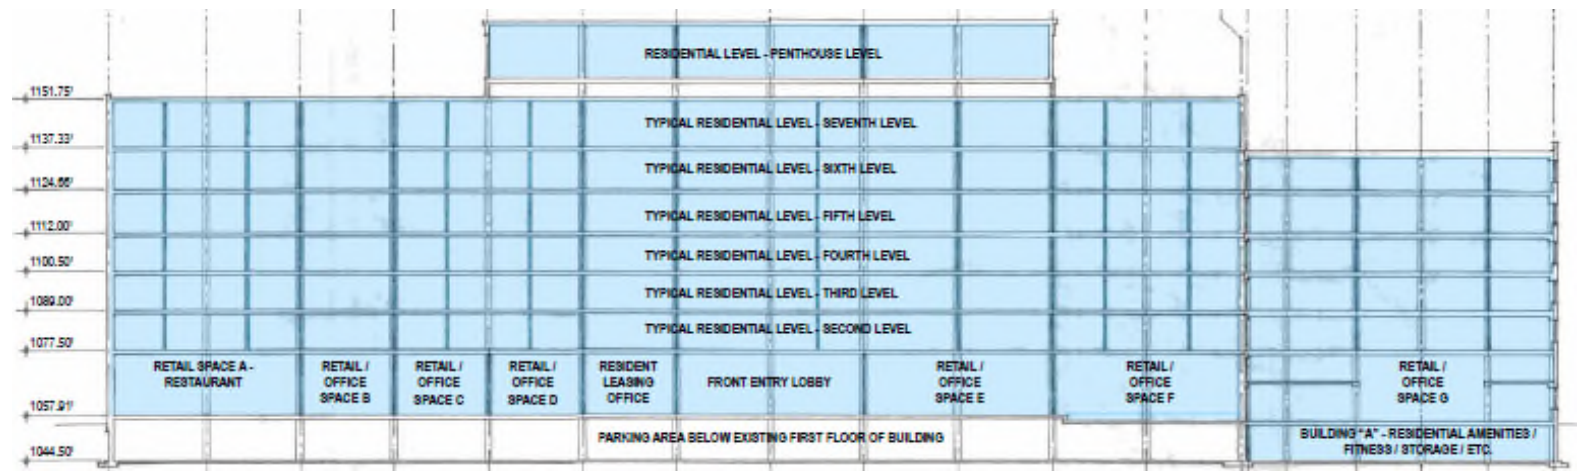 RESIDENTIAL LEVEL - PENTHOUSE LEVEL
1151.75'
TYPICAL RESIDENTIAL LEVEL - SEVENTH LEVEL
1137.33'
TYPICAL RESIDENTIAL LEVEL - SIXTH LEVEL
1124.66'
TYPICAL RESIDENTIAL LEVEL - FIFTH LEVEL
1112.00'
TYPICAL RESIDENTIAL LEVEL - FOURTH LEVEL
1100.50'
TYPICAL RESIDENTIAL LEVEL - THIRD LEVEL
1089.00'
TYPICAL RESIDENTIAL LEVEL - SECOND LEVEL
1077.50'
RETAIL SPACE A -
RESTAURANT
RETAIL /
OFFICE
SPACE B
RETAIL /
OFFICE
SPACE C
RETAIL /
OFFICE
SPACE D
RESIDENT
LEASING
OFFICE
FRONT ENTRY LOBBY
RETAIL /
OFFICE
SPACE E
RETAIL /
OFFICE
SPACE F
RETAIL /
OFFICE
SPACE G
1057.91'
PARKING AREA BELOW EXISTING FIRST FLOOR OF BUILDING
BUILDING "A" - RESIDENTIAL AMENITIES /
FITNESS / STORAGE / ETC.
1044.50'